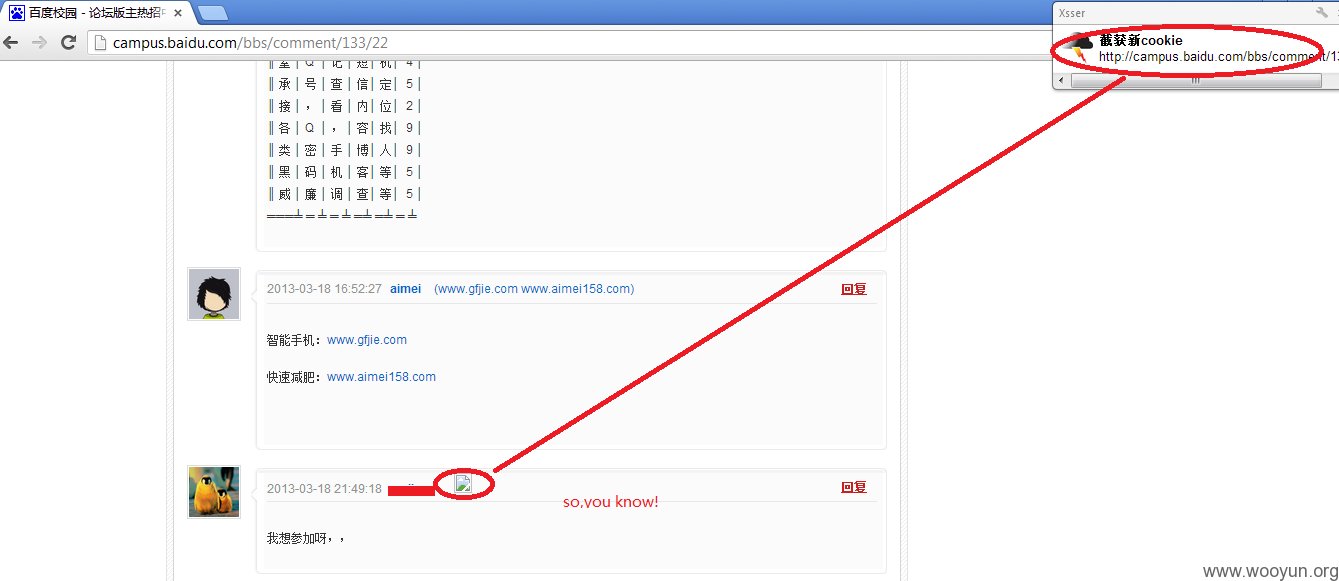 百度校园 - 论坛版主热招
campus.baidu.com/bbs/comment/133/22
Xsser
截获新cookie
http://campus.baidu.com/bbs/comment/13
║承│号│查│信│定│5│
║接│，│看│内│位│2│
║各│Q│，│容│找│9│
║类│密│手│博│人│9│
║黑│码│机│客│等│5│
║威│廉│调│查│等│5│
═══╧═╧═╧═╧═╧═╧
2013-03-18 16:52:27 aimei (www.gfjie.com www.aimei158.com) 回复
智能手机：www.gfjie.com
快速减肥：www.aimei158.com
2013-03-18 21:49:18 回复
so,you know!
我想参加呀，，
www.wooyun.org